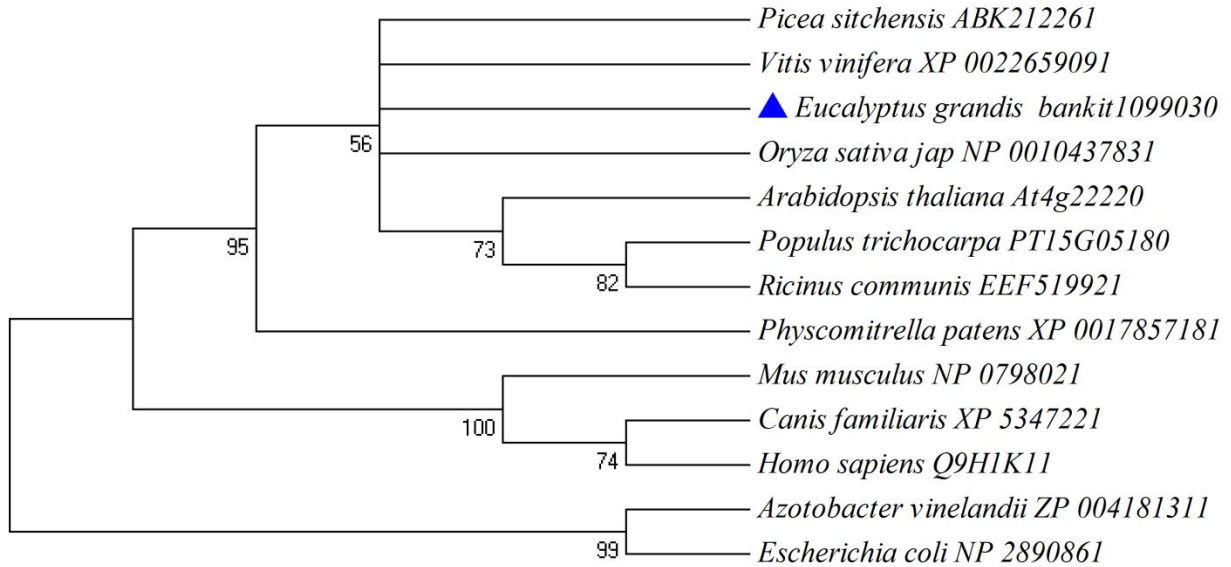 Picea sitchensis ABK212261
Vitis vinifera XP 0022659091
Eucalyptus grandis bankit1099030
56
Oryza sativa jap NP 0010437831
Arabidopsis thaliana At4g22220
95
73
Populus trichocarpa PT15G05180
82
Ricinus communis EEF519921
Physcomitrella patens XP 0017857181
Mus musculus NP 0798021
100
Canis familiaris XP 5347221
74
Homo sapiens Q9H1K11
Azotobacter vinelandii ZP 004181311
99
Escherichia coli NP 2890861